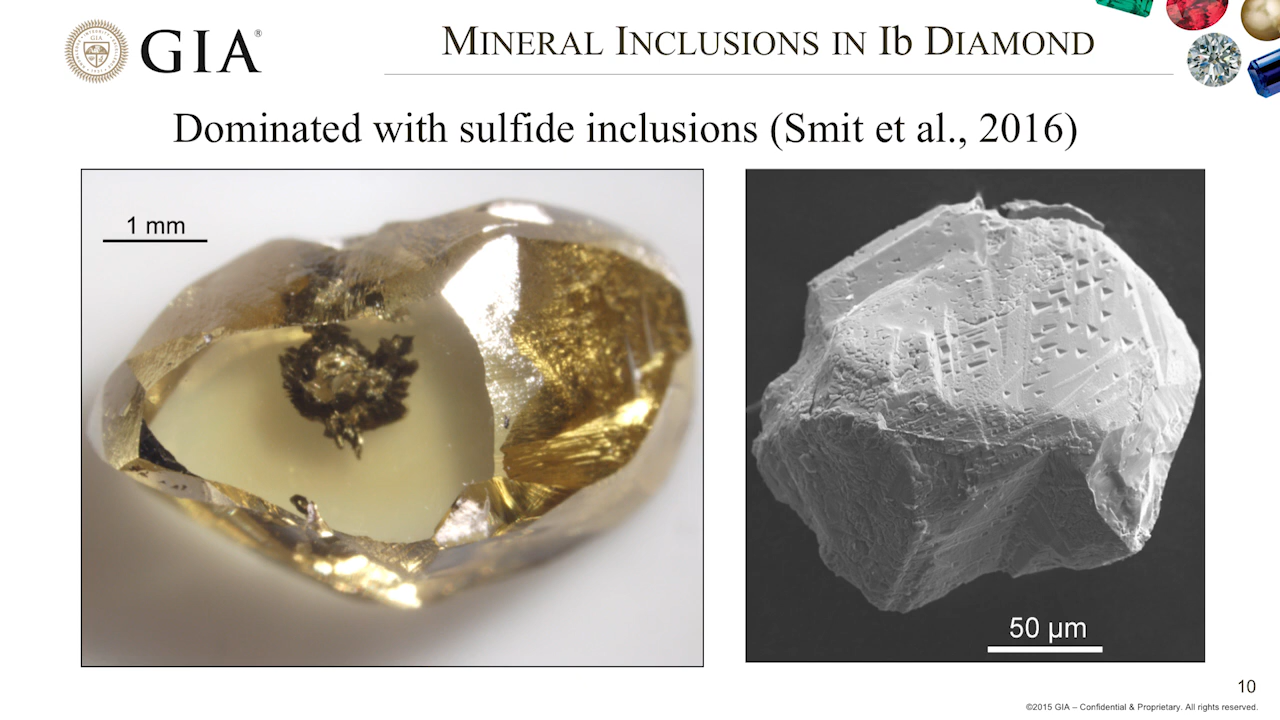 GIA®
MINERAL INCLUSIONS IN Ib DIAMOND
Dominated with sulfide inclusions (Smit et al., 2016)
1 mm
50 µm
10
©2015 GIA – Confidential & Proprietary. All rights reserved.